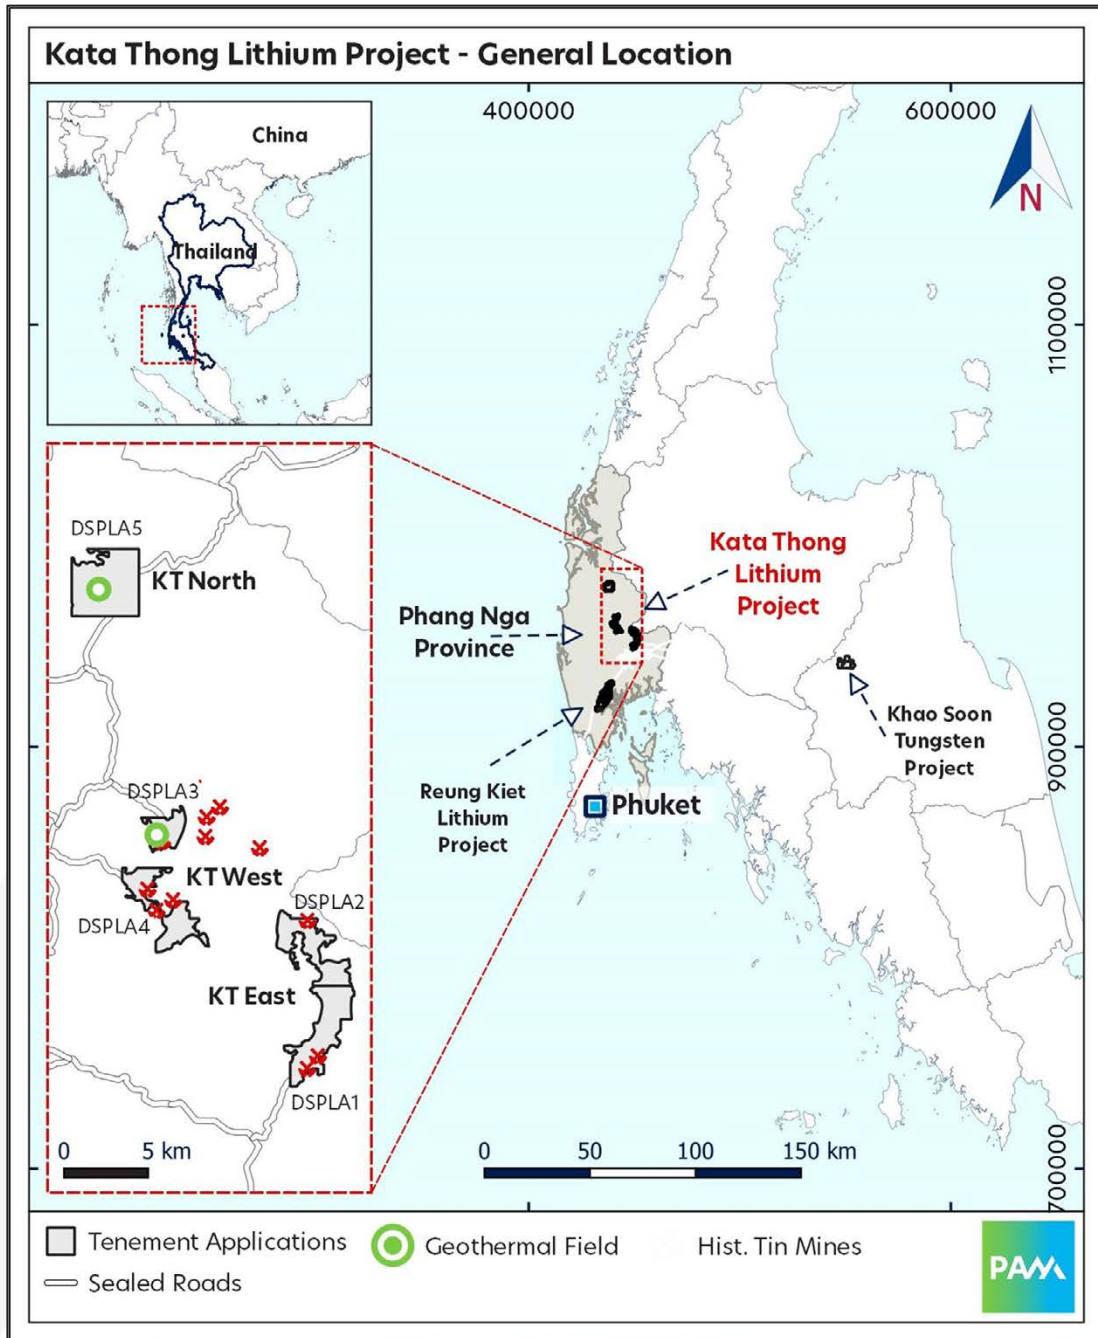 Kata Thong Lithium Project - General Location
400000
600000
China
Thailand
N
1100000
DSPLA5
KT North
Kata Thong
Lithium
Project
Phang Nga
Province
Khao Soon
Tungsten
Project
900000
Reung Kiet
Lithium
Project
Phuket
DSPLA3
KT West
DSPLA4
DSPLA2
KT East
DSPLA1
0 5 km
0 50 100 150 km
700000
Tenement Applications
Geothermal Field
Hist. Tin Mines
Sealed Roads
PAM